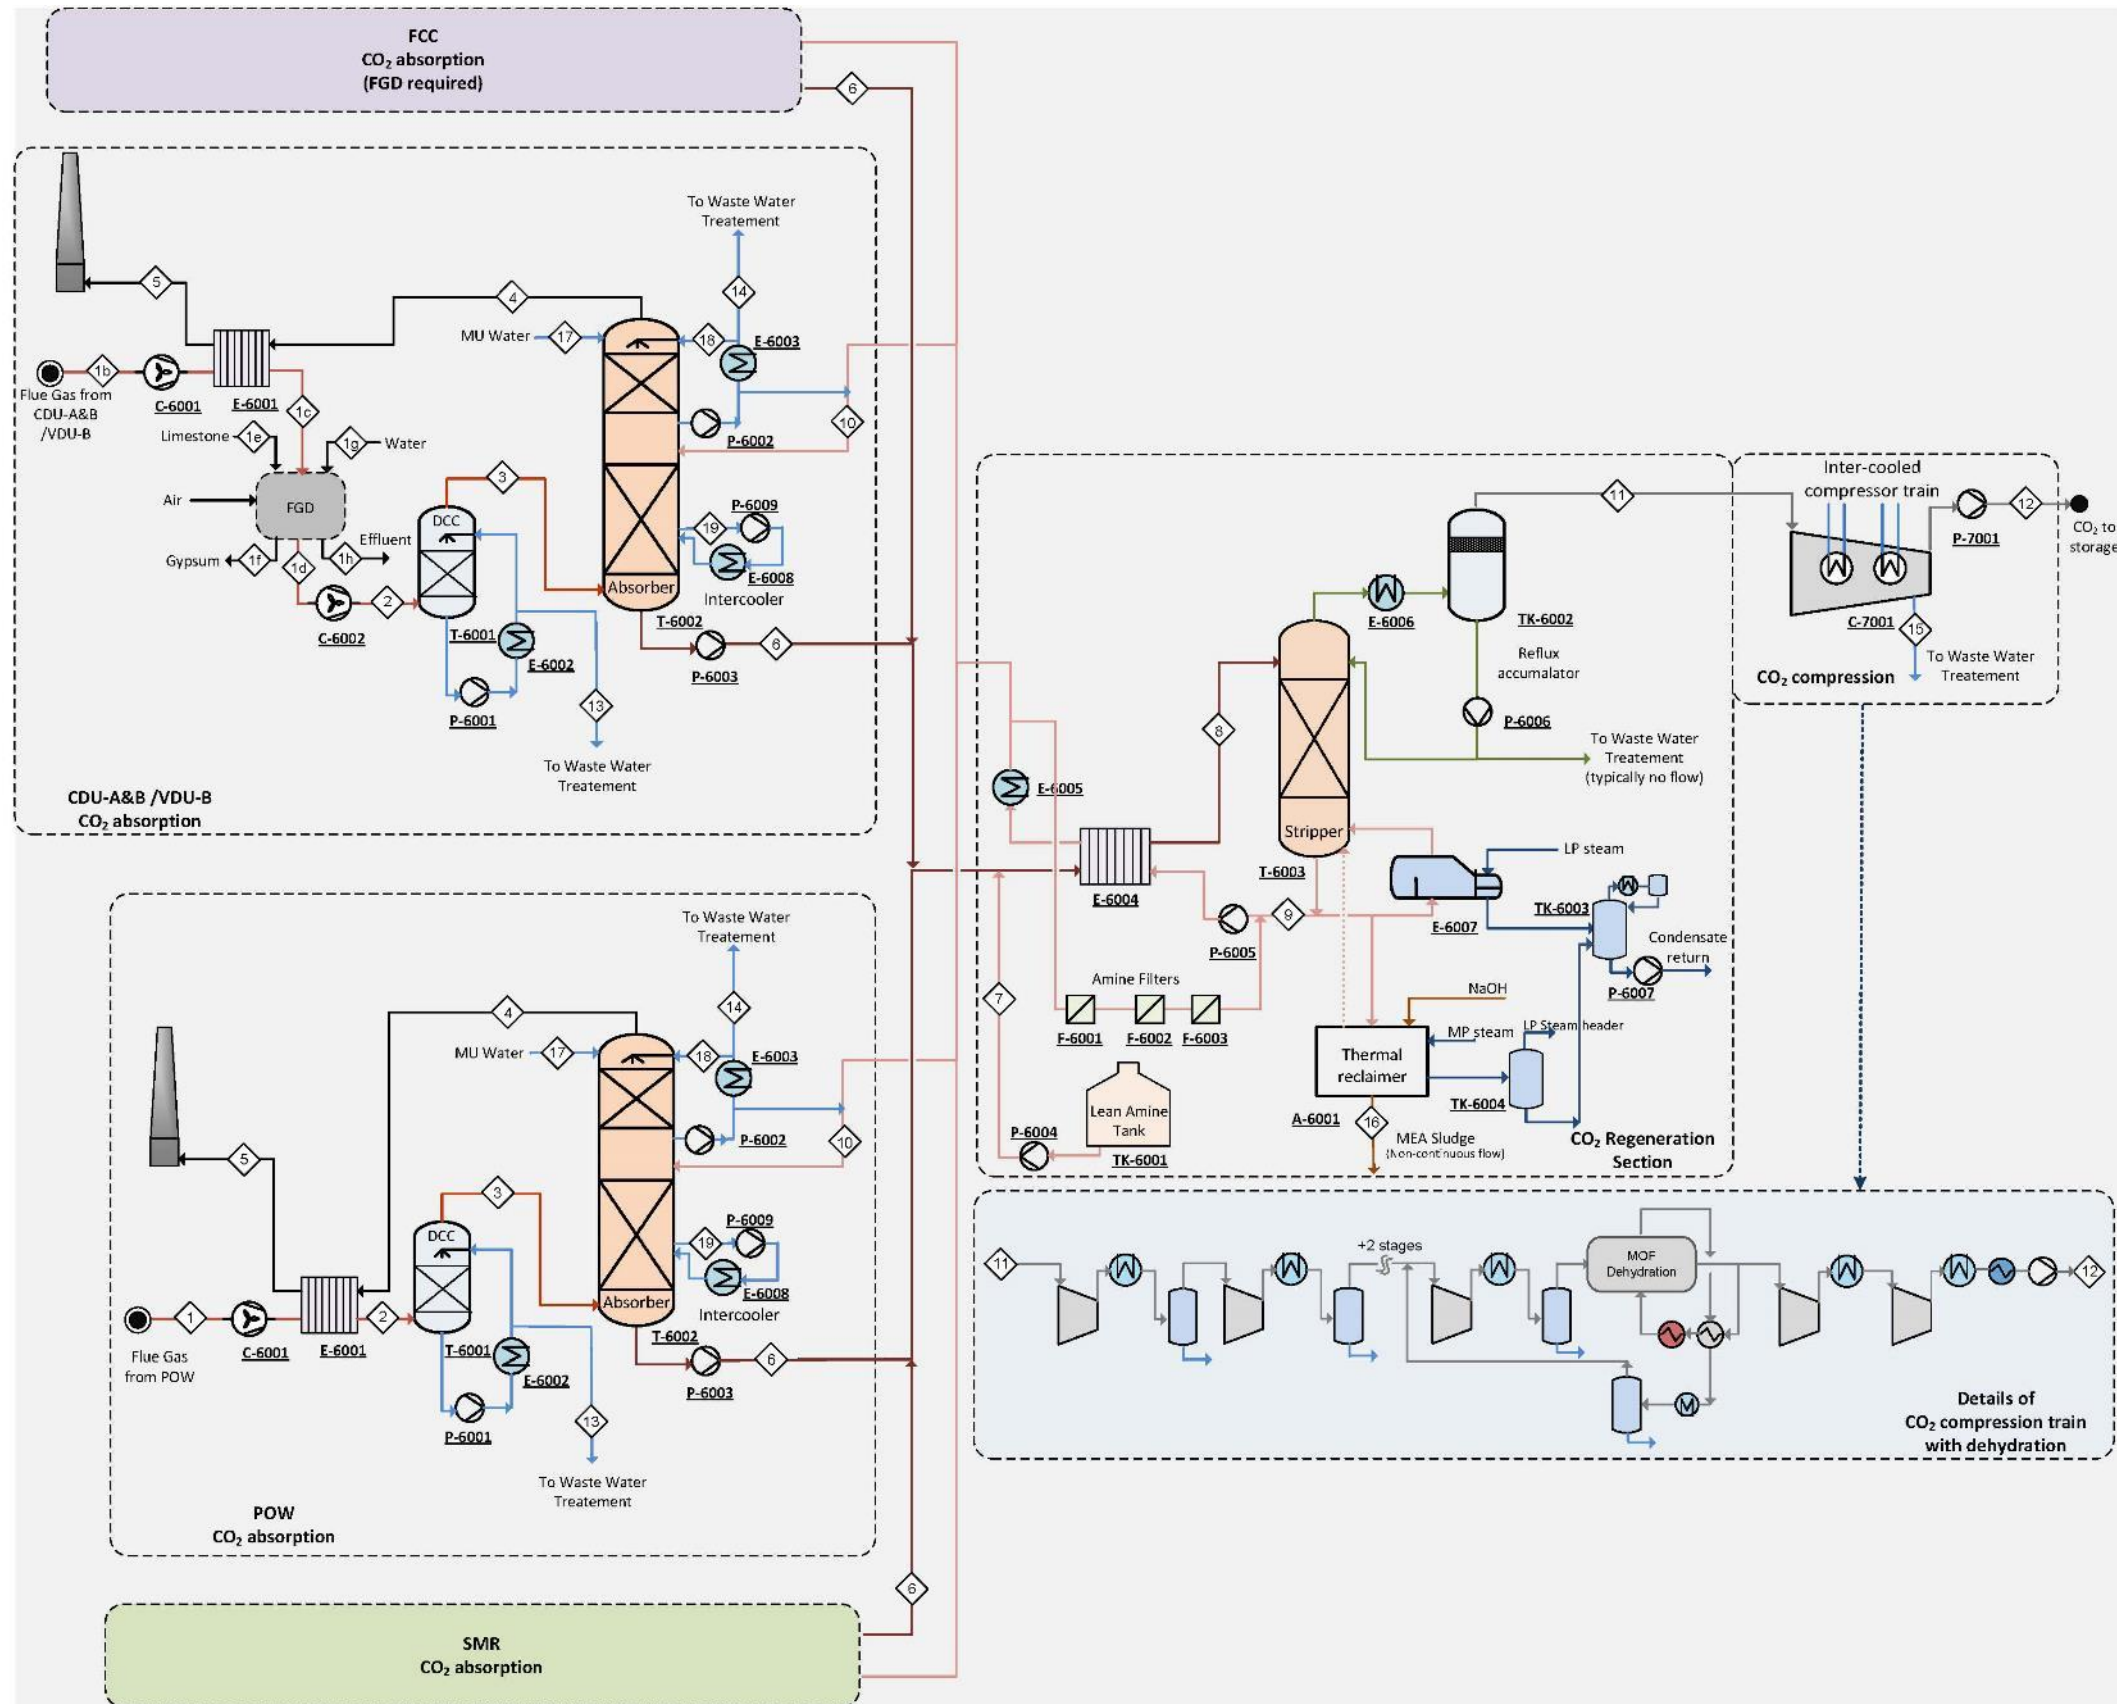 FCC
CO₂ absorption
(FGD required)
6
To Waste Water
Treatement
14
5
4
MU Water
17
18
E-6003
1b
C-6001
E-6001
Flue Gas from
CDU-A&B
/VDU-B
1c
10
P-6002
Limestone
1e
1g
Water
Air
FGD
3
DCC
P-6009
19
E-6008
Intercooler
Effluent
Gypsum
1f
1d
1h
C-6002
2
Absorber
T-6002
T-6001
E-6002
P-6003
6
P-6001
13
To Waste Water
Treatement
CDU-A&B /VDU-B
CO₂ absorption
To Waste Water
Treatement
14
4
MU Water
17
18
E-6003
5
P-6002
10
3
DCC
P-6009
19
E-6008
Intercooler
1
C-6001
E-6001
2
Flue Gas
from POW
Absorber
T-6002
T-6001
E-6002
P-6003
6
P-6001
13
To Waste Water
Treatement
POW
CO₂ absorption
6
SMR
CO₂ absorption
11
Inter-cooled
compressor train
12
P-7001
CO₂ to
storage
C-7001
15
To Waste Water
Treatement
CO₂ compression
E-6006
TK-6002
Reflux
accumalator
P-6006
To Waste Water
Treatement
(typically no flow)
8
E-6005
Stripper
T-6003
LP steam
E-6004
9
P-6005
E-6007
TK-6003
Condensate
return
P-6007
7
Amine Filters
F-6001
F-6002
F-6003
NaOH
MP steam
LP Steam header
Thermal
reclaimer
TK-6004
A-6001
16
MEA Sludge
(Non-continuous flow)
Lean Amine
Tank
P-6004
TK-6001
CO₂ Regeneration
Section
11
+2 stages
MOF
Dehydration
12
Details of
CO₂ compression train
with dehydration